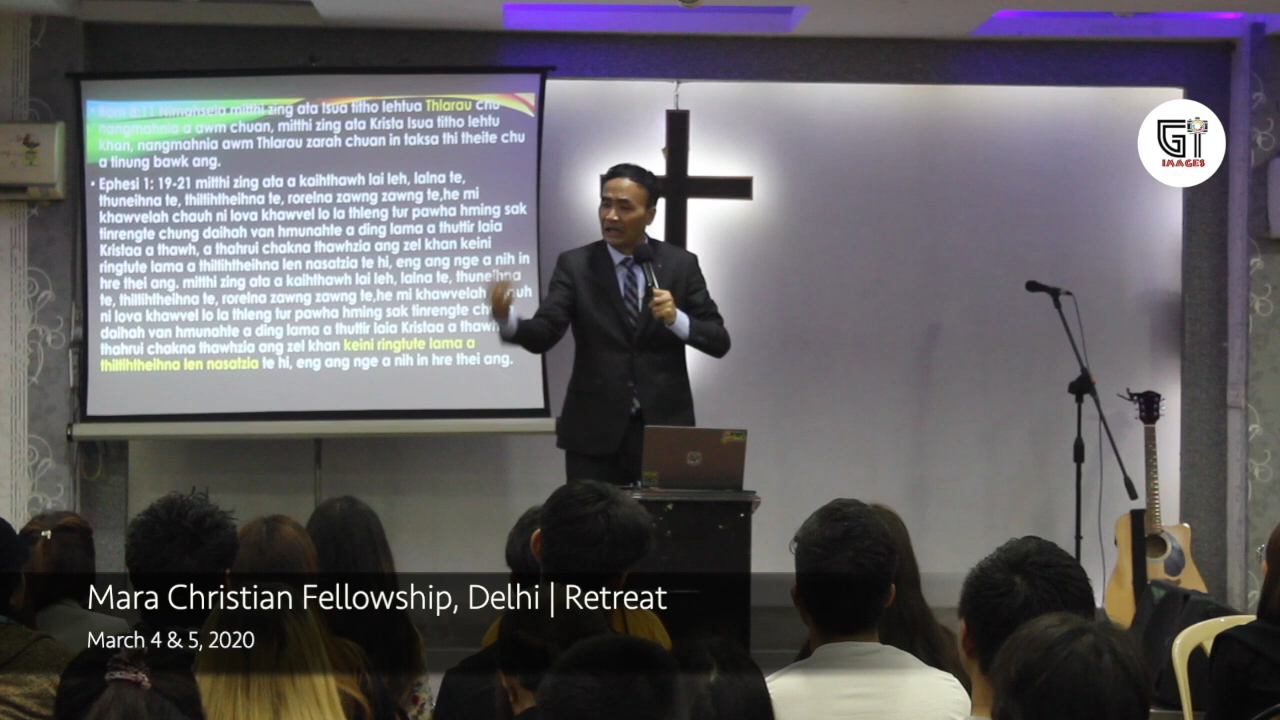 Rom 8:11 Nimahsela mitthi zing ata Isua titho lehtua Thlarau chu
nangmahnia a awm chuan, mitthi zing ata Krista Isua titho lehtu
khan, nangmahnia awm Thlarau zarah chuan in taksa thi theite chu
a tinung bawk ang.
• Ephesi 1: 19-21 mitthi zing ata a kaihthawh lai leh, lalna te,
thuneihna te, thiltihtheihna te, rorelna zawng zawng te,he mi
khawvelah chauh ni lova khawvel lo la thleng tur pawha hming sak
tinrengte chung daihah van hmunahte a ding lama a thuttir laia
Kristaa a thawh, a thahrui chakna thawhzia ang zel khan keini
ringtute lama a thiltihtheihna len nasatzia te hi, eng ang nge a nih in
hre thei ang. mitthi zing ata a kaihthawh lai leh, lalna te, thuneihna
te, thiltihtheihna te, rorelna zawng zawng te,he mi khawvelah
ni lova khawvel lo la thleng tur pawha hming sak tinrengte
daihah van hmunahte a ding lama a thuttir laia Kristaa a
thahrui chakna thawhzia ang zel khan keini ringtute lama a
thiltihtheihna len nasatzia te hi, eng ang nge a nih in hre thei ang.
GT
IMAGES
Mara Christian Fellowship, Delhi | Retreat
March 4 & 5, 2020